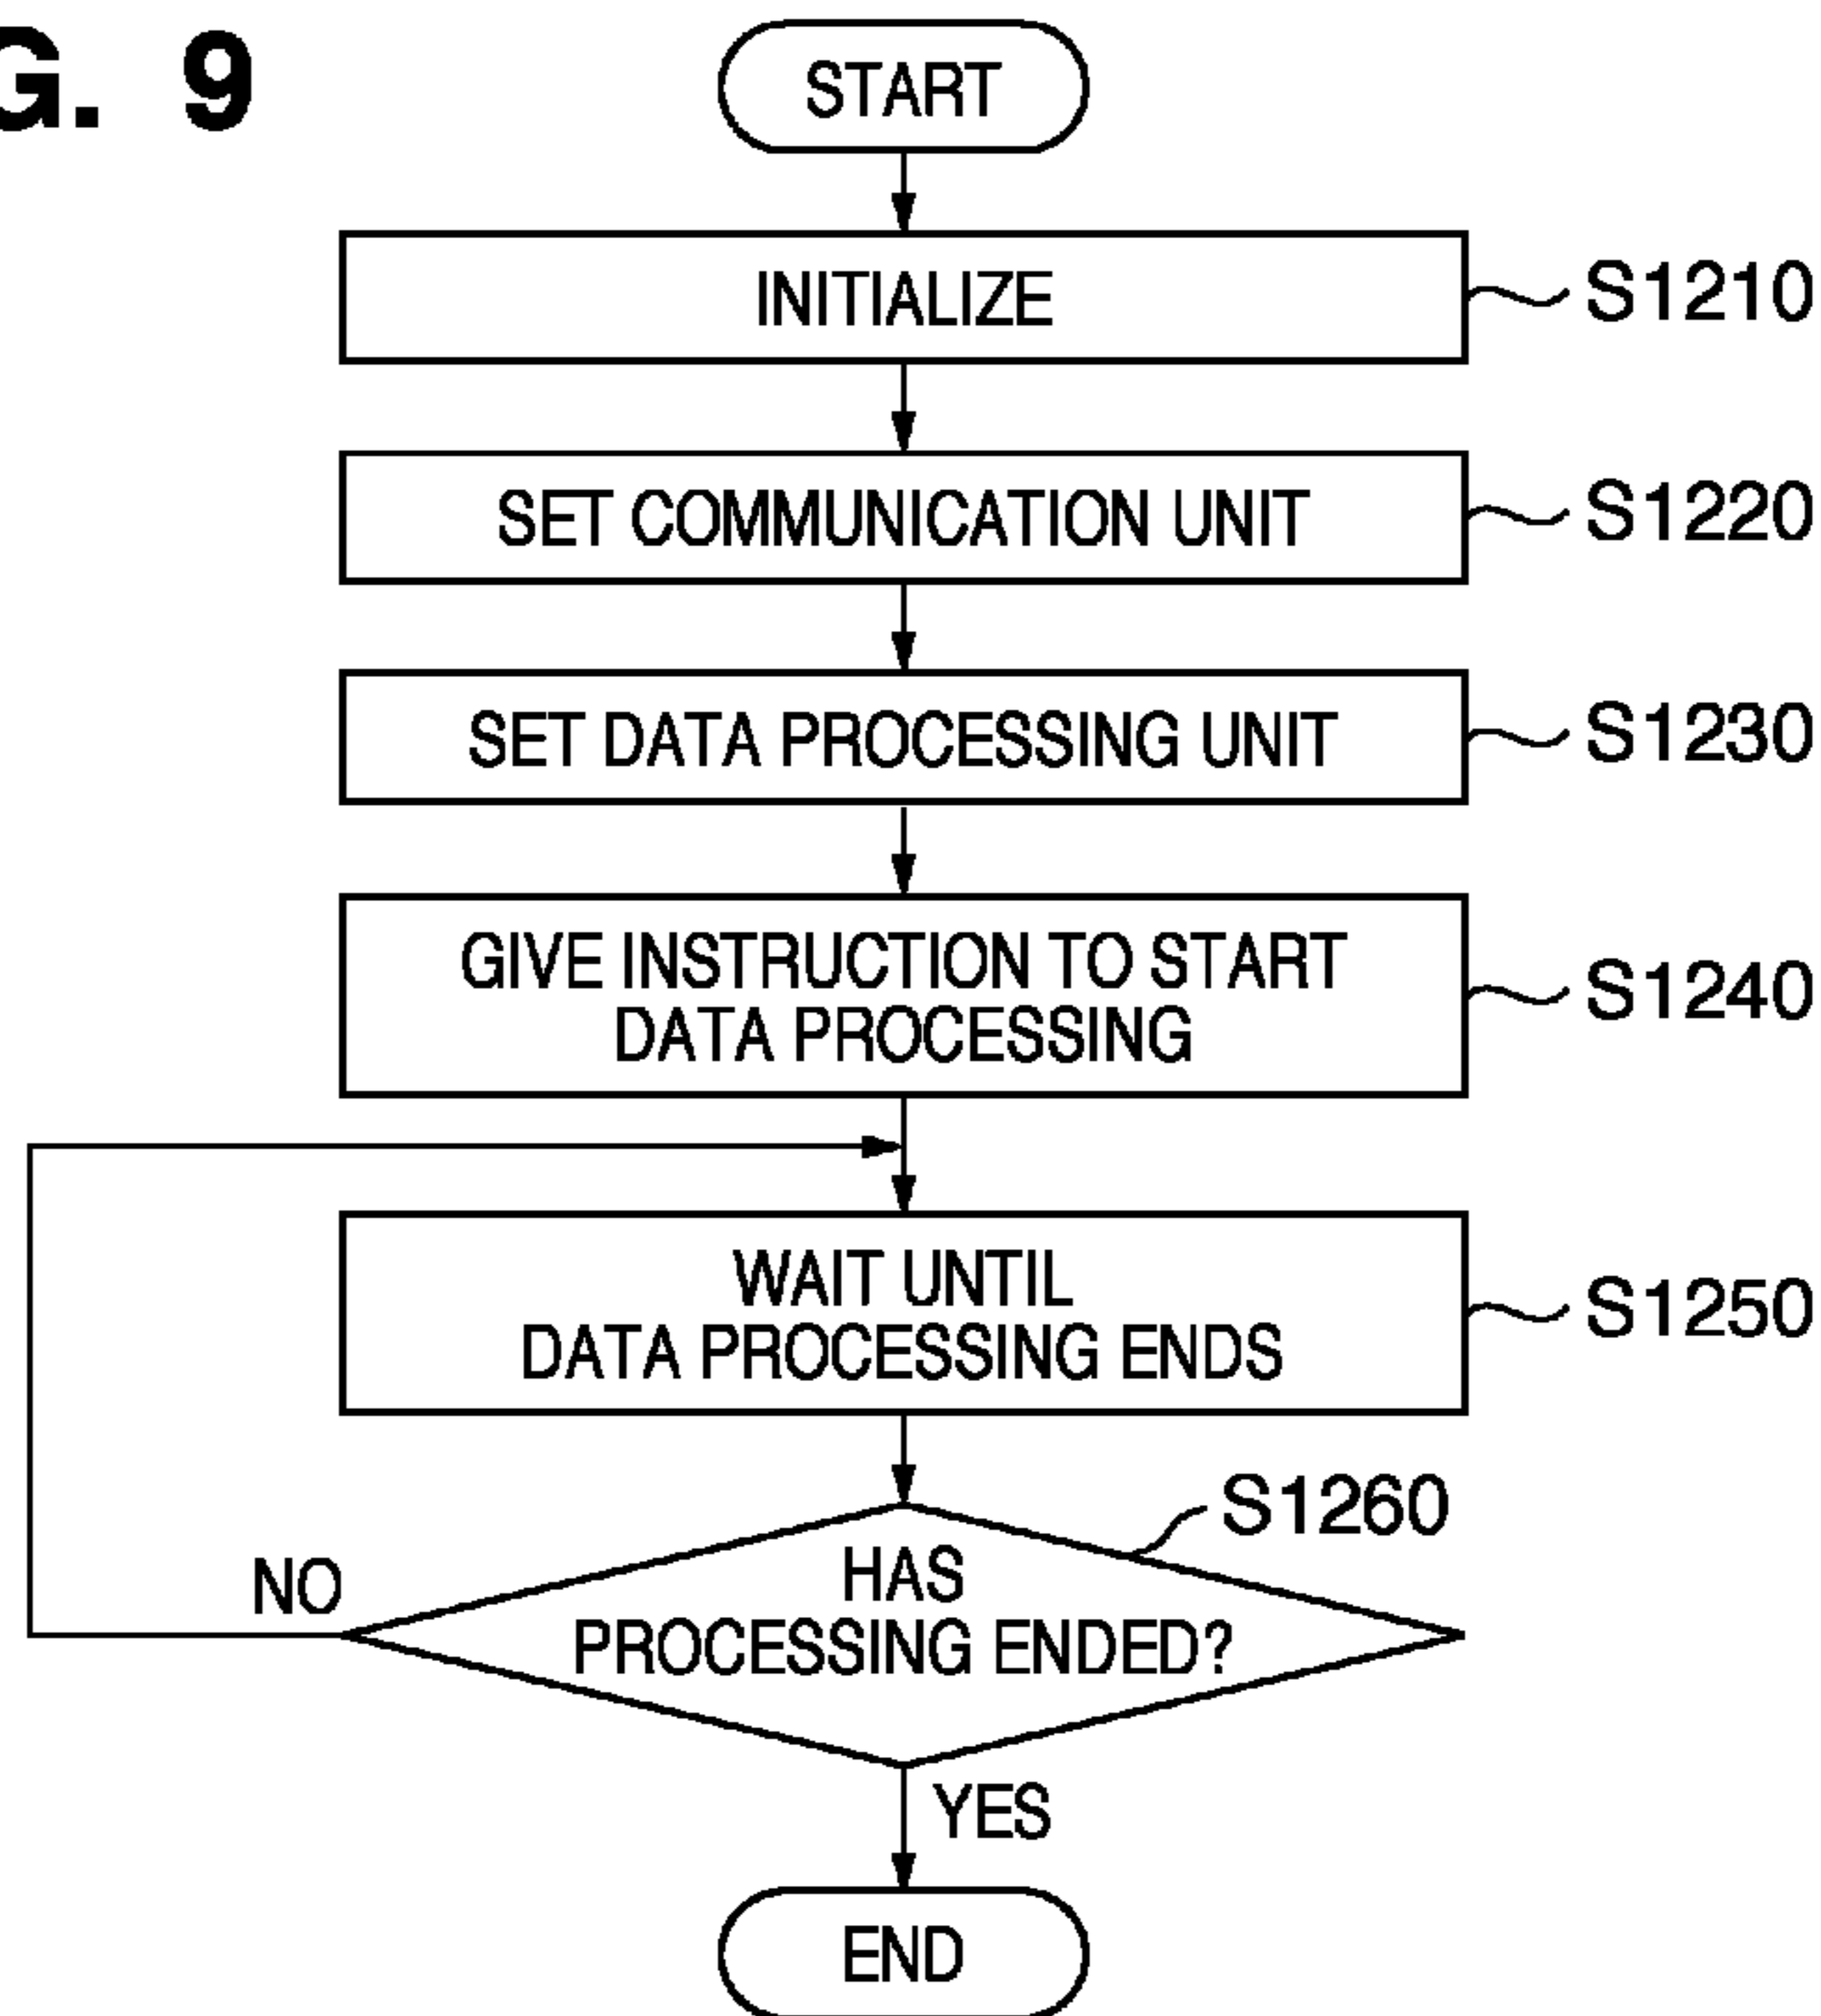 G. 9
START
INITIALIZE
S1210
SET COMMUNICATION UNIT
S1220
SET DATA PROCESSING UNIT
S1230
GIVE INSTRUCTION TO START
DATA PROCESSING
S1240
WAIT UNTIL
DATA PROCESSING ENDS
S1250
S1260
HAS
PROCESSING ENDED?
NO
YES
END